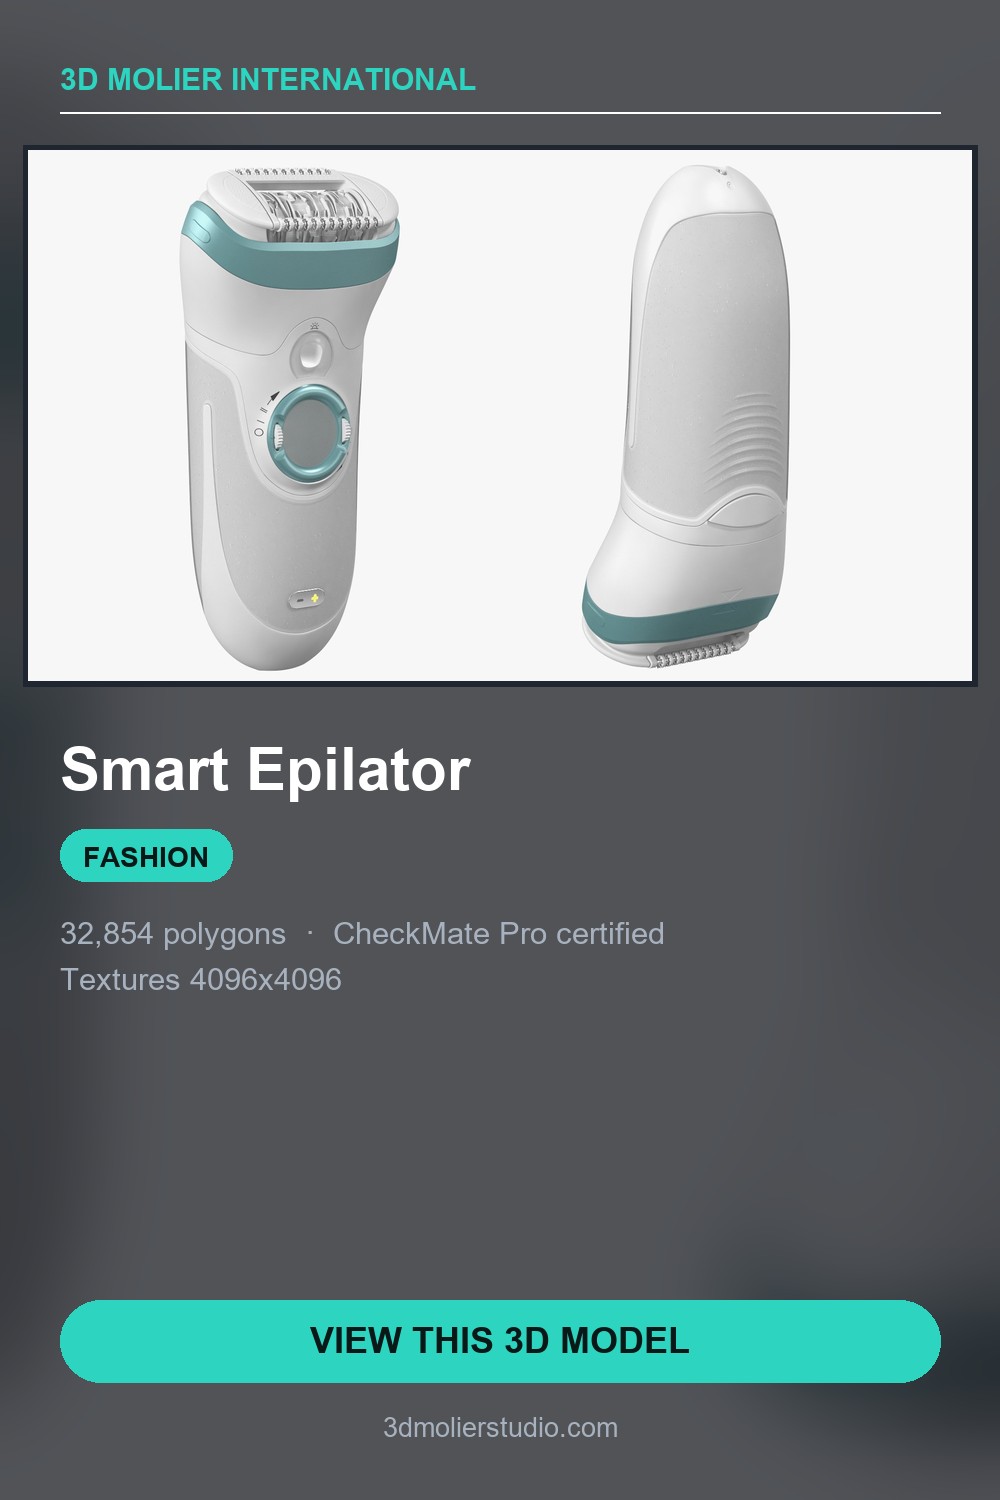 3D MOLIER INTERNATIONAL
Smart Epilator
FASHION
32,854 polygons · CheckMate Pro certified
Textures 4096x4096
VIEW THIS 3D MODEL
3dmolierstudio.com